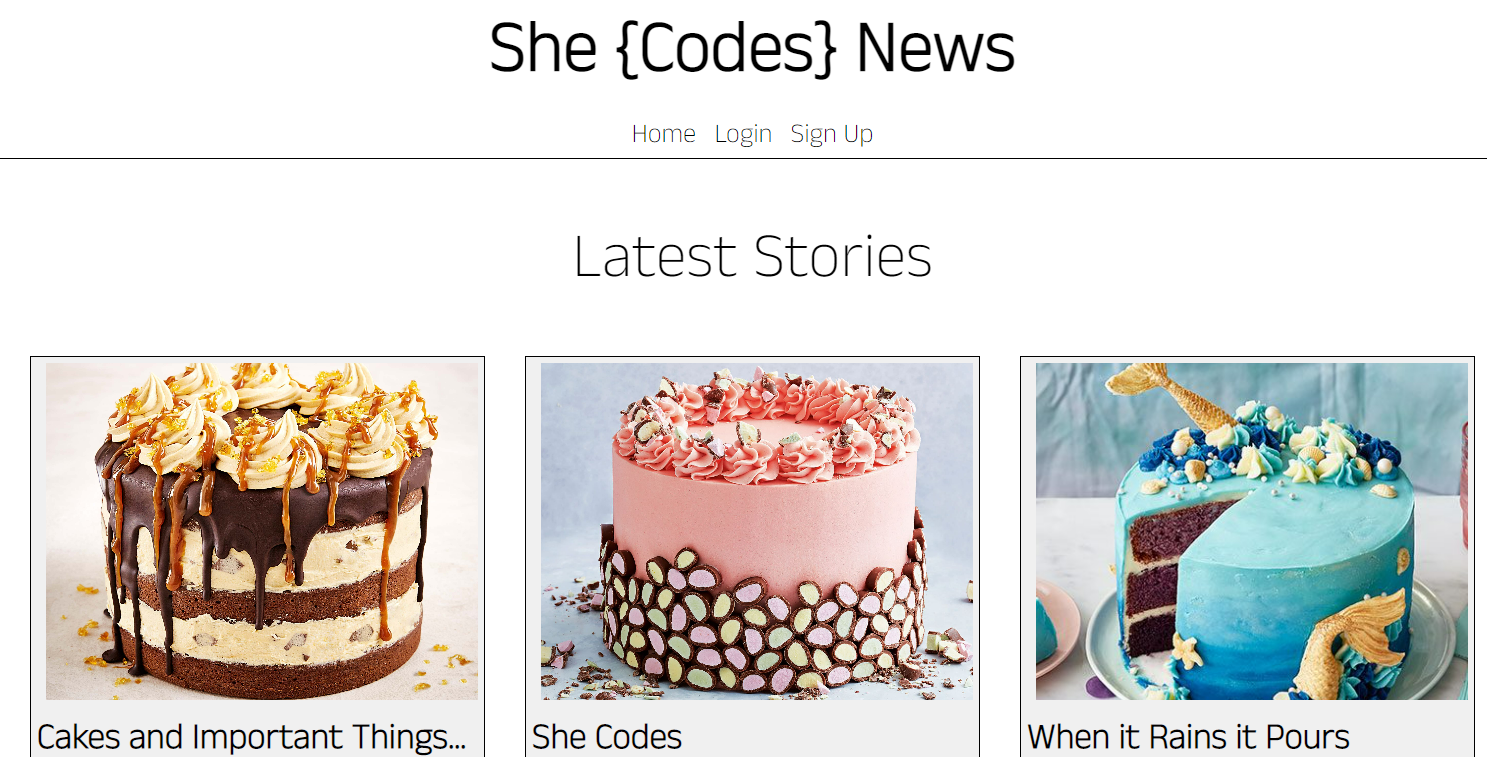 She {Codes} News
Home Login Sign Up
Latest Stories
Cakes and Important Things...
She Codes
When it Rains it Pours